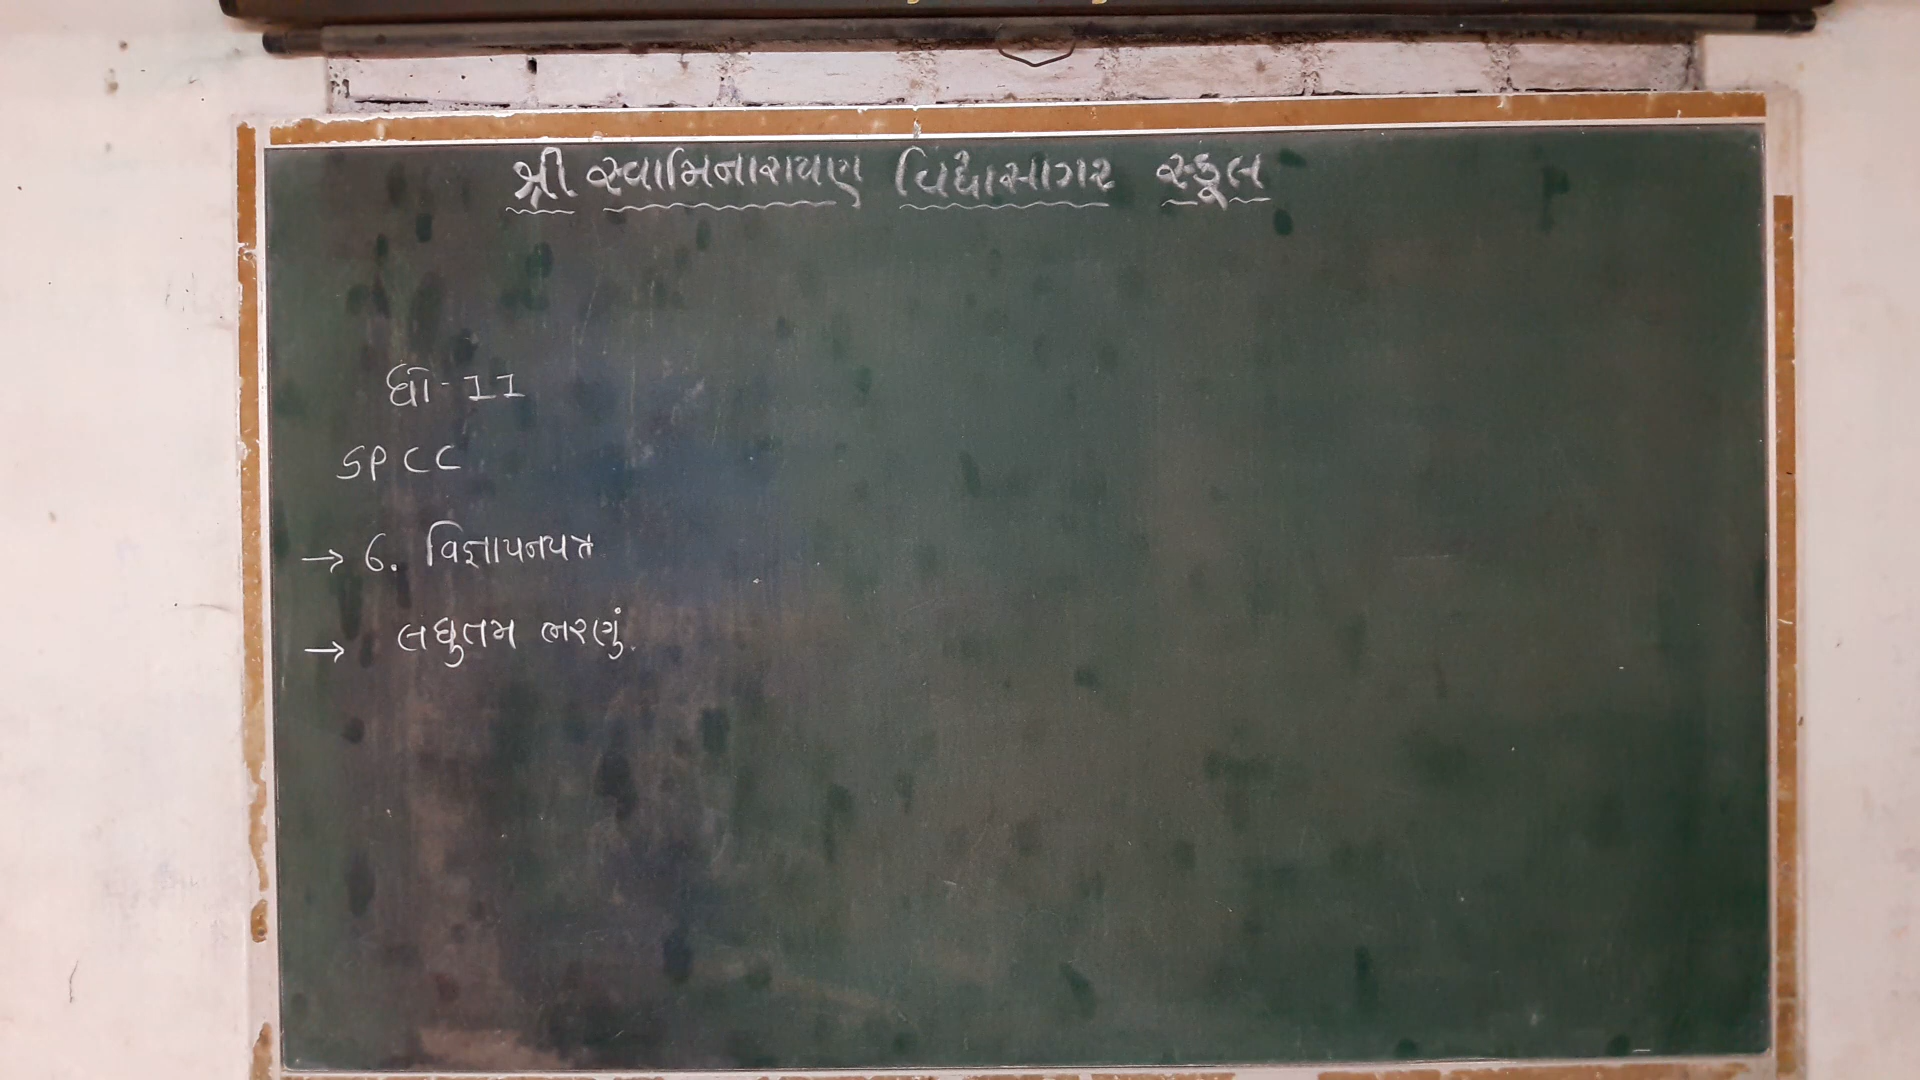 શ્રી સ્વામિનારાયણ વિદ્યાસાગર સ્કૂલ
ધો-11
SPCC
→ 6. વિજ્ઞાપનપત્ર
→ લઘુતમ ભરણું.